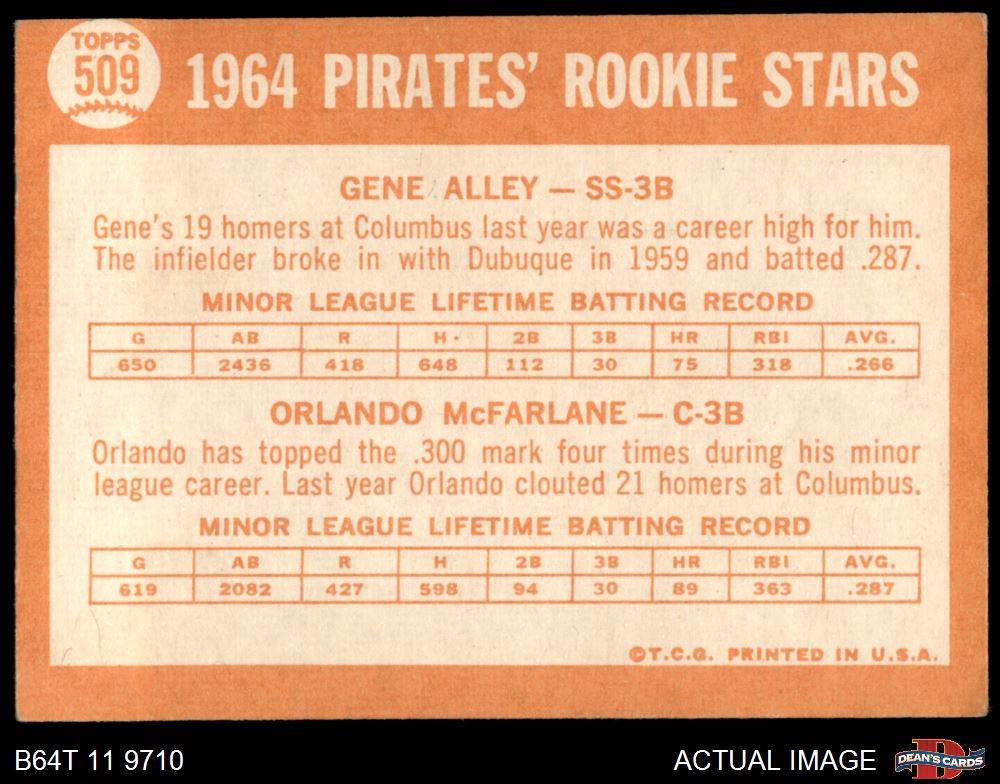 TOPPS
509
1964 PIRATES' ROOKIE STARS
GENE ALLEY — SS-3B
Gene's 19 homers at Columbus last year was a career high for him.
The infielder broke in with Dubuque in 1959 and batted .287.
MINOR LEAGUE LIFETIME BATTING RECORD
G AB R H 2B 3B HR RBI AVG.
650 2436 418 648 112 30 75 318 .266
ORLANDO McFARLANE — C-3B
Orlando has topped the .300 mark four times during his minor
league career. Last year Orlando clouted 21 homers at Columbus.
MINOR LEAGUE LIFETIME BATTING RECORD
G AB R H 2B 3B HR RBI AVG.
619 2082 427 598 94 30 89 363 .287
©T.C.G. PRINTED IN U.S.A.
B64T 11 9710
ACTUAL IMAGE
D
DEAN'S CARDS